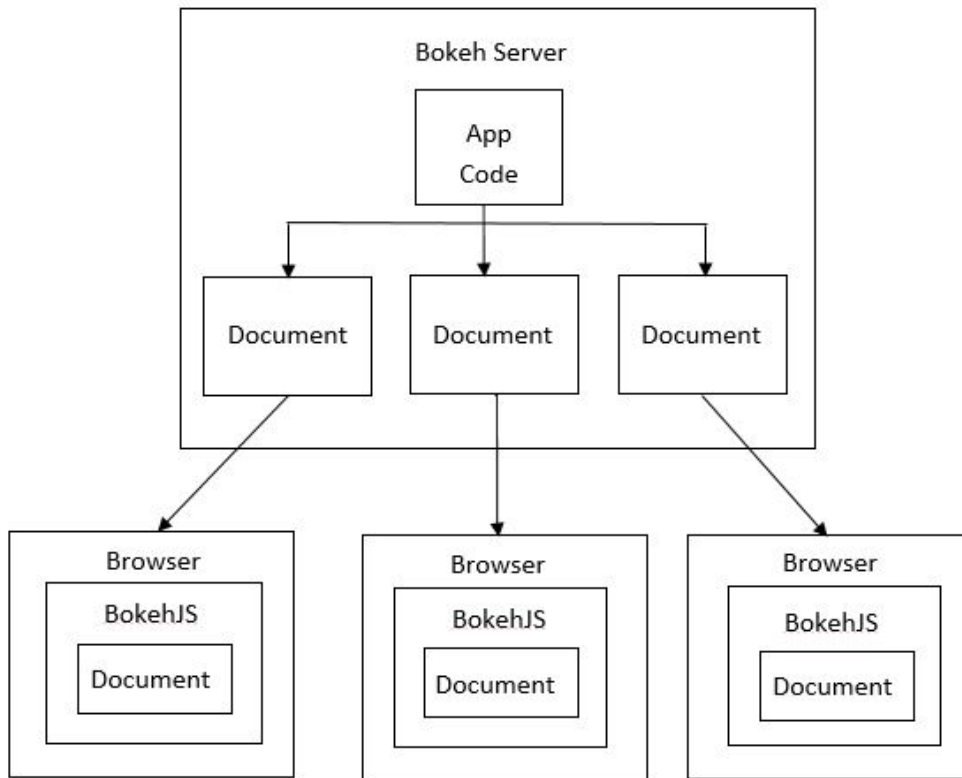 Bokeh Server
App
Code
Document
Document
Document
Browser
BokehJS
Document
Browser
BokehJS
Document
Browser
BokehJS
Document